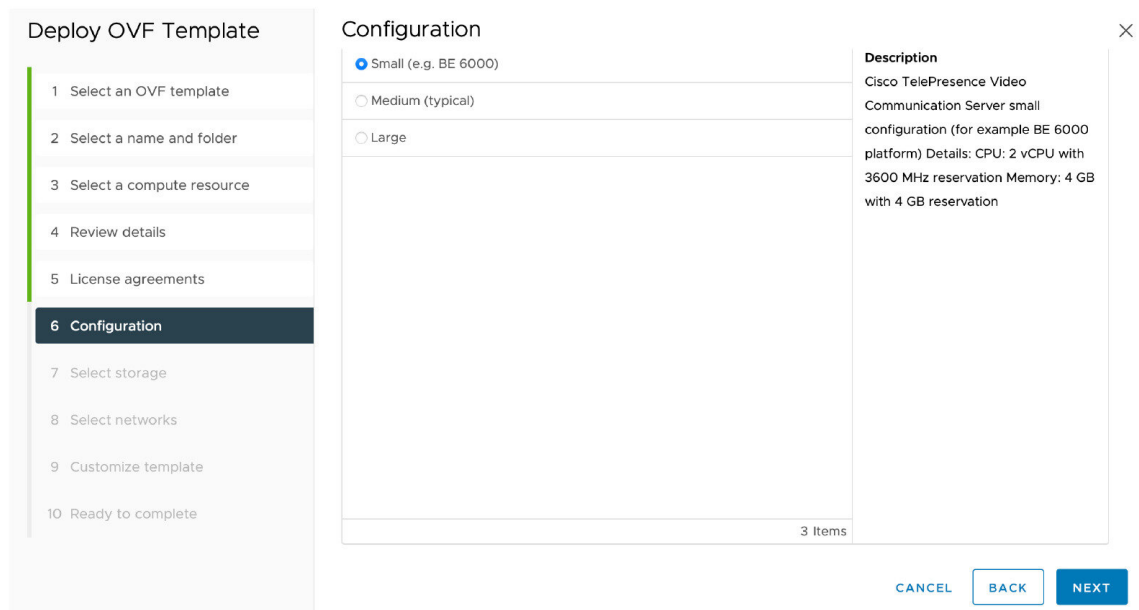 Deploy OVF Template
1 Select an OVF template
2 Select a name and folder
3 Select a compute resource
4 Review details
5 License agreements
6 Configuration
7 Select storage
8 Select networks
9 Customize template
10 Ready to complete
Configuration
Small (e.g. BE 6000)
Medium (typical)
Large
3 Items
Description
Cisco TelePresence Video
Communication Server small
configuration (for example BE 6000
platform) Details: CPU: 2 vCPU with
3600 MHz reservation Memory: 4 GB
with 4 GB reservation
CANCEL
BACK
NEXT